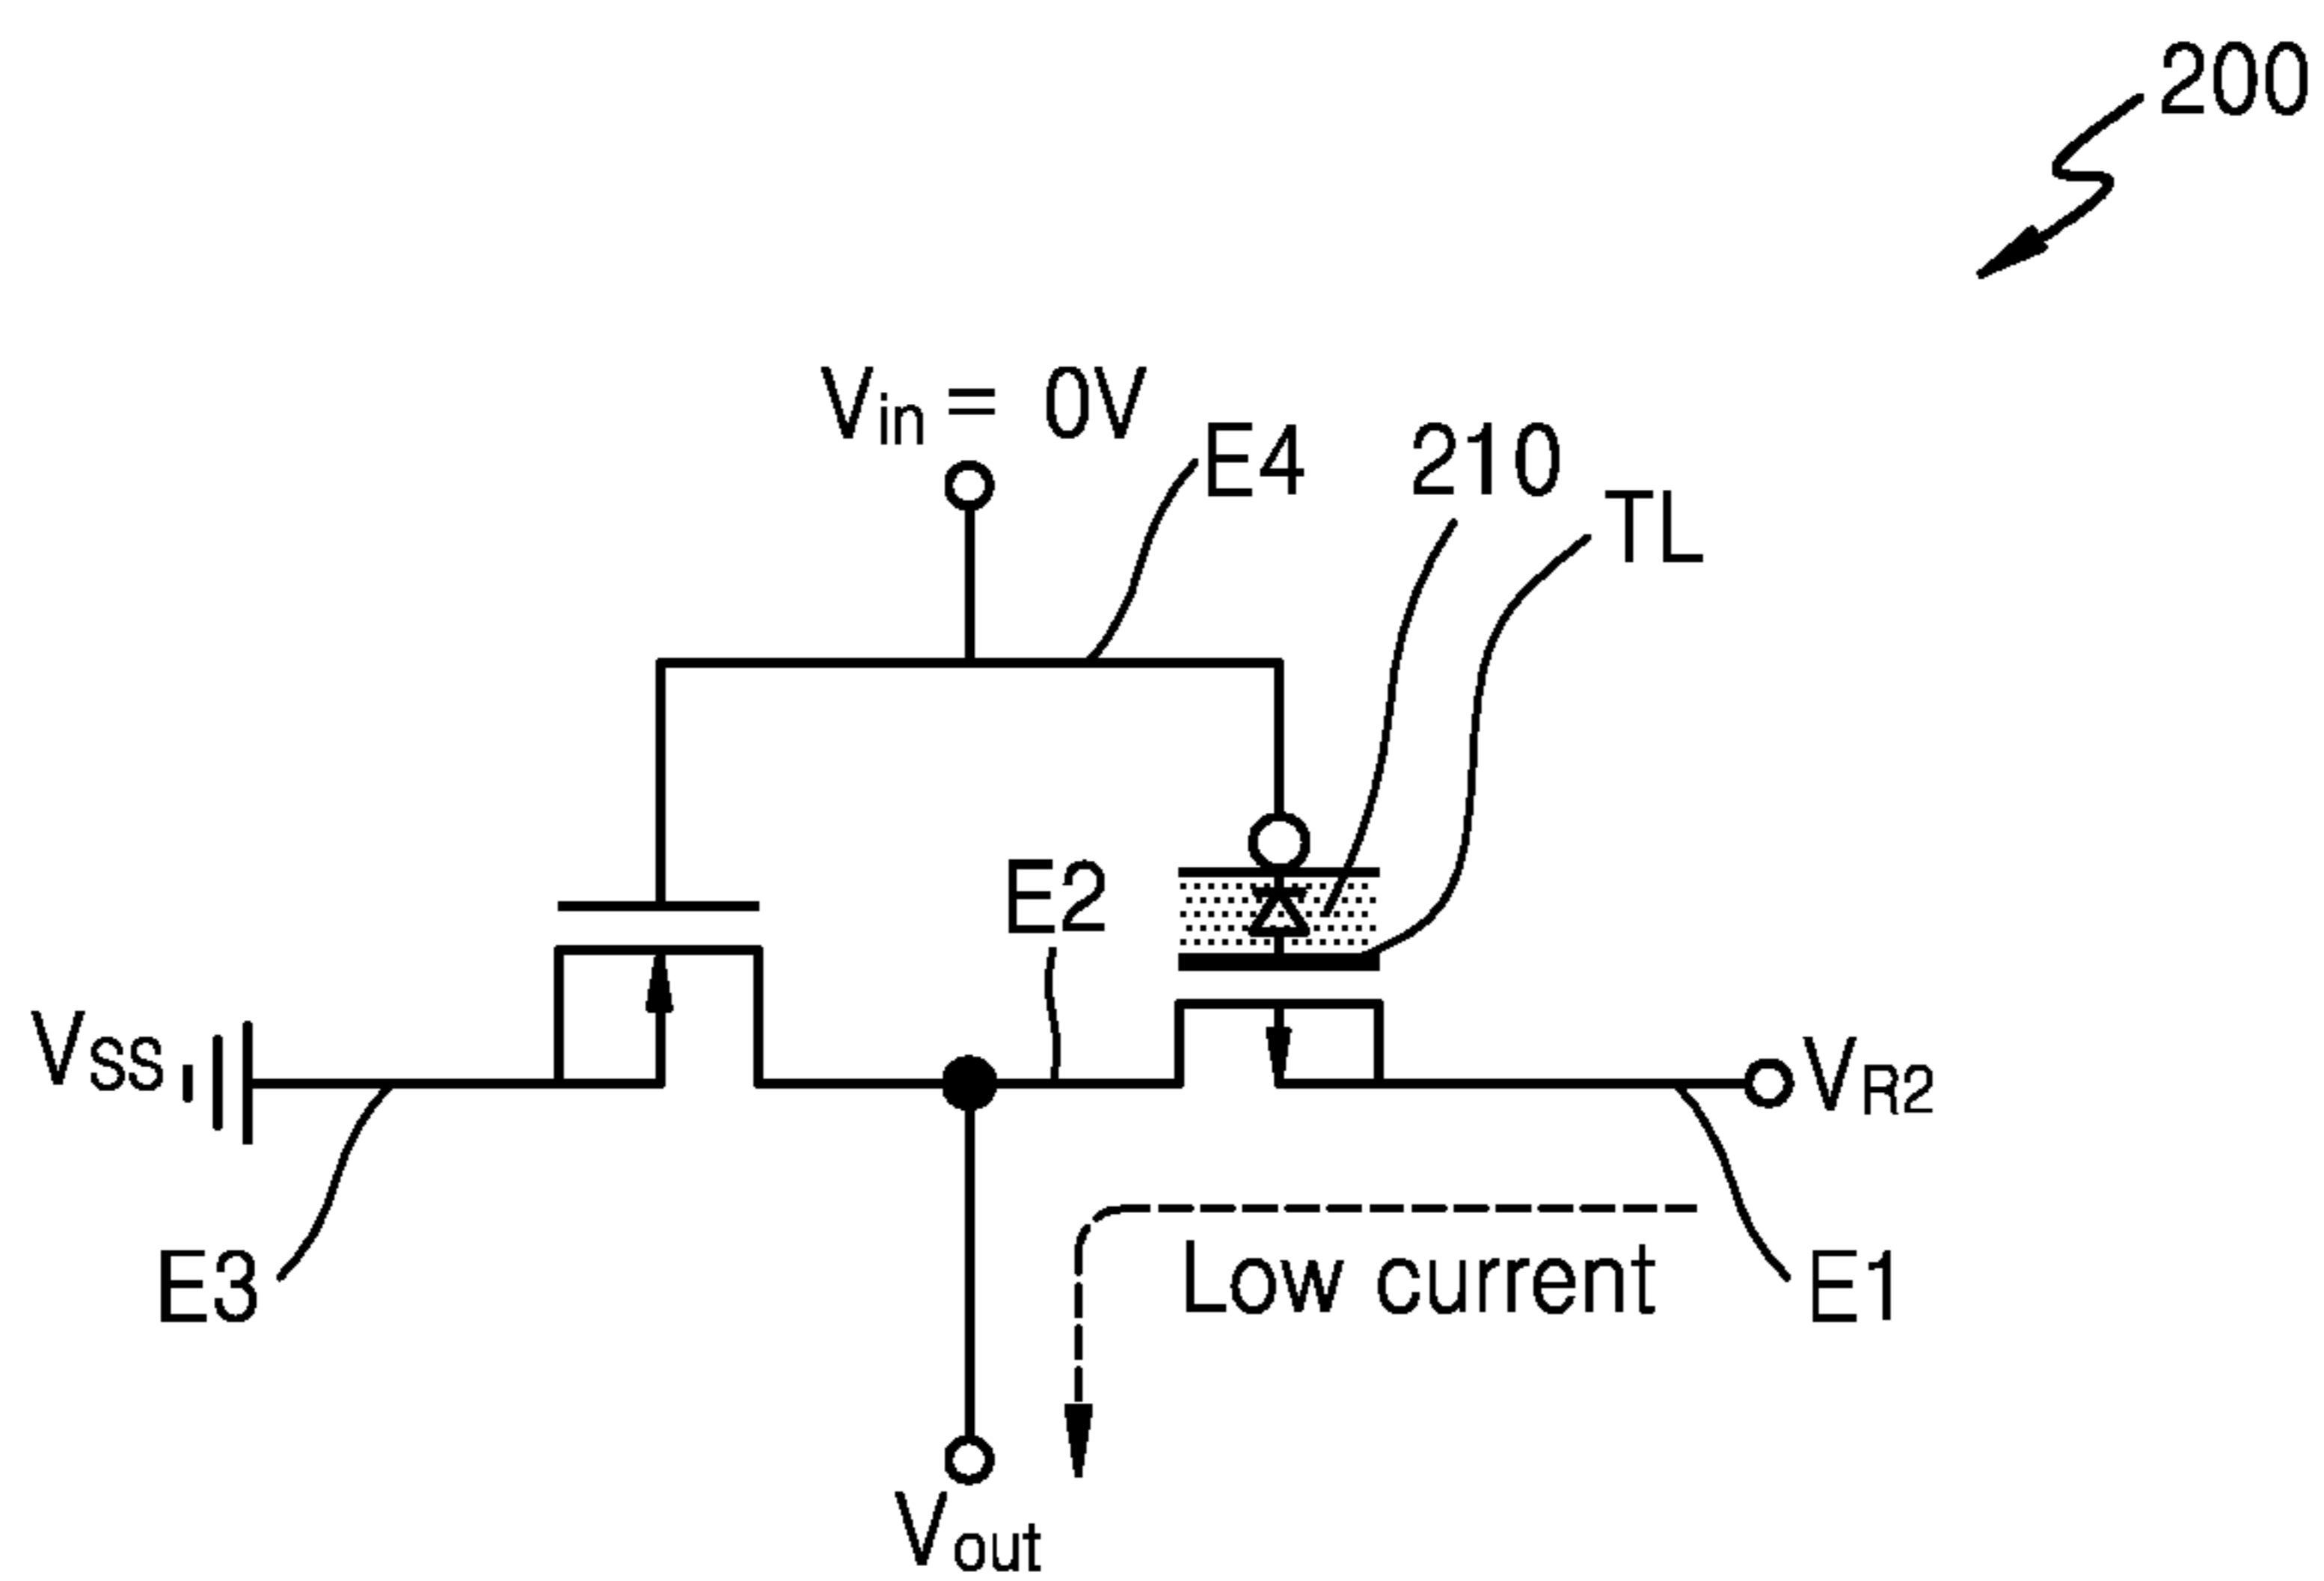 200
Vin = 0V
E4
210
TL
E2
VSS
VR2
E3
Low current
E1
Vout